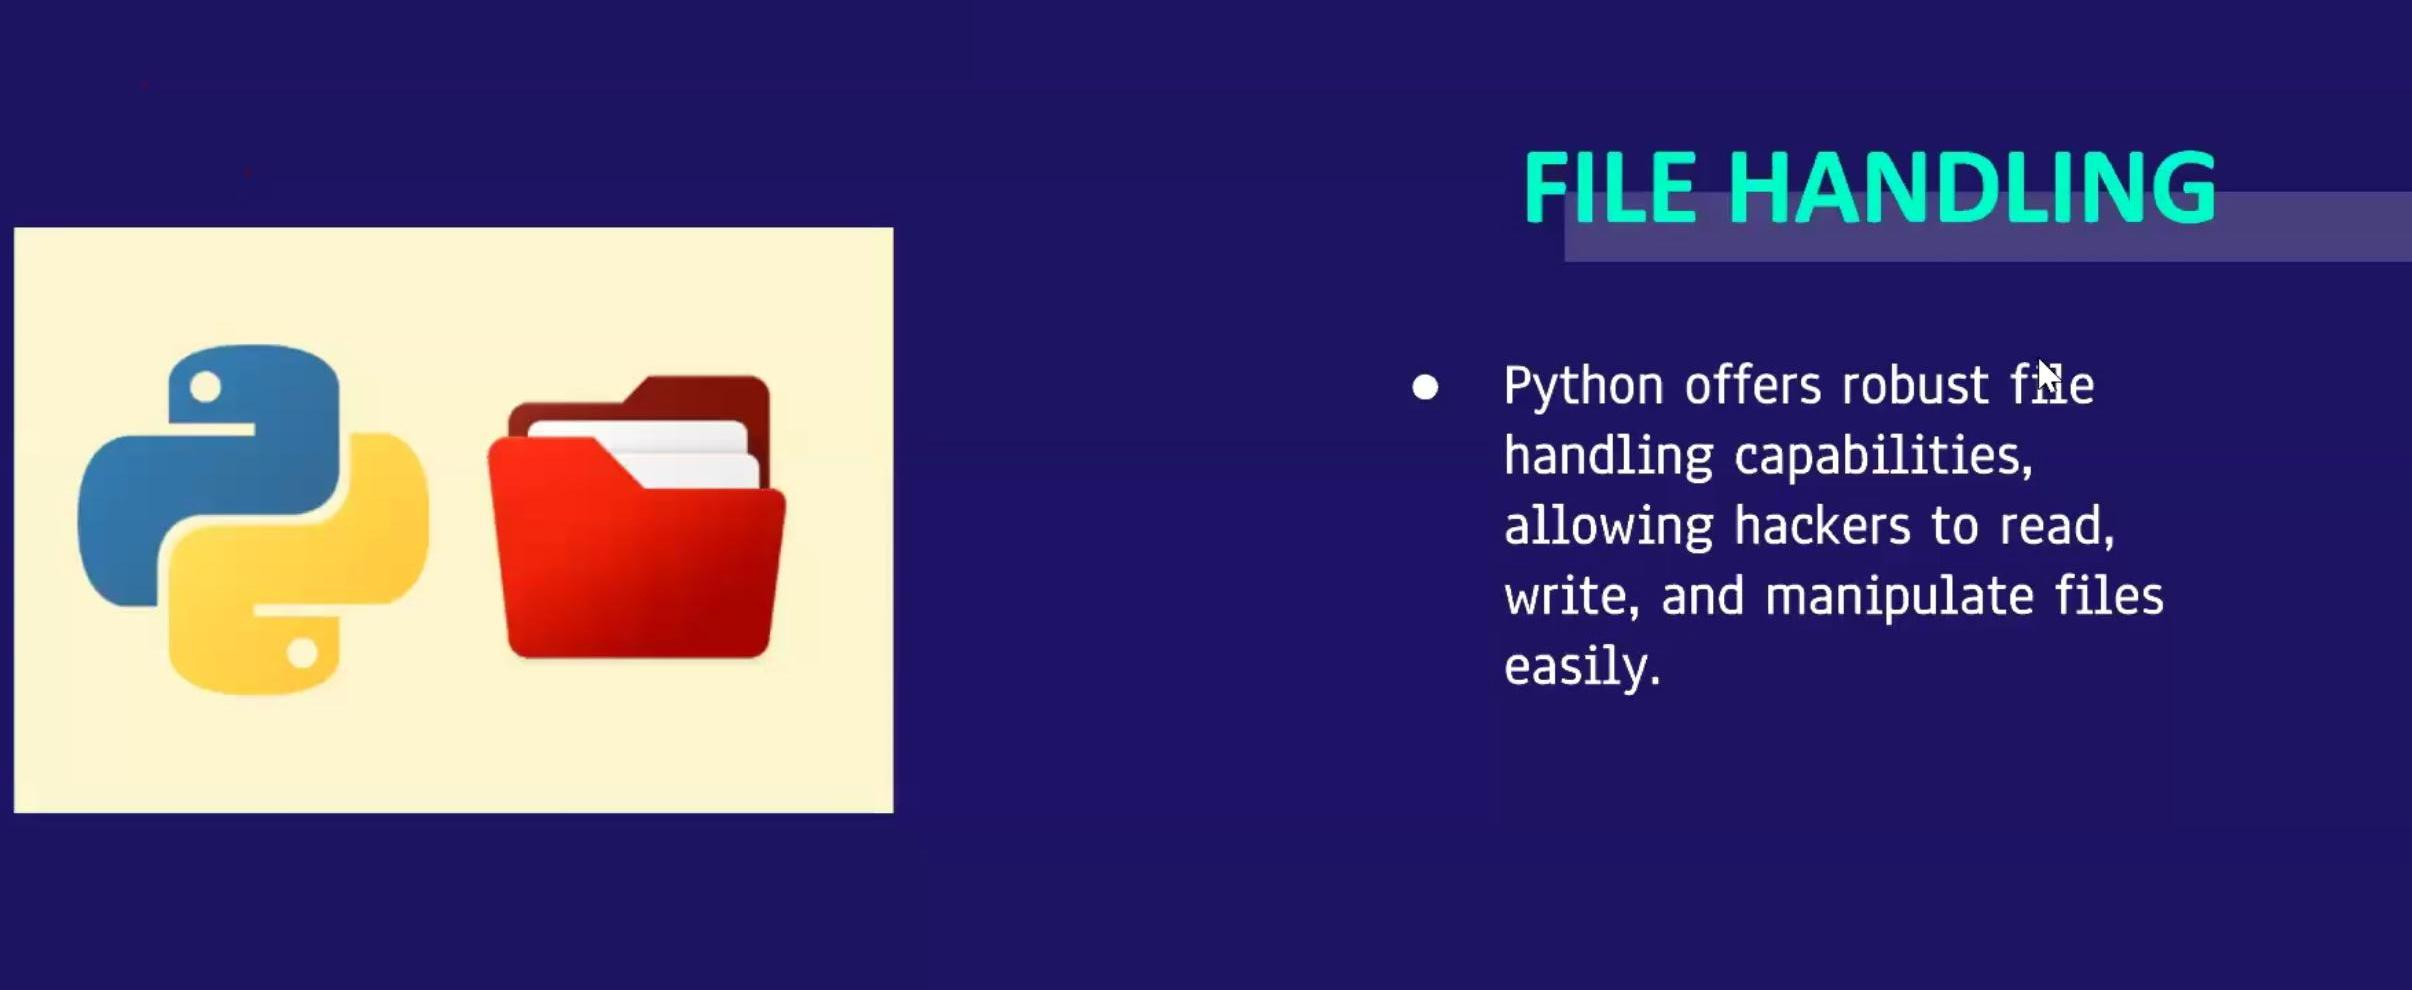 FILE HANDLING
● Python offers robust file
handling capabilities,
allowing hackers to read,
write, and manipulate files
easily.